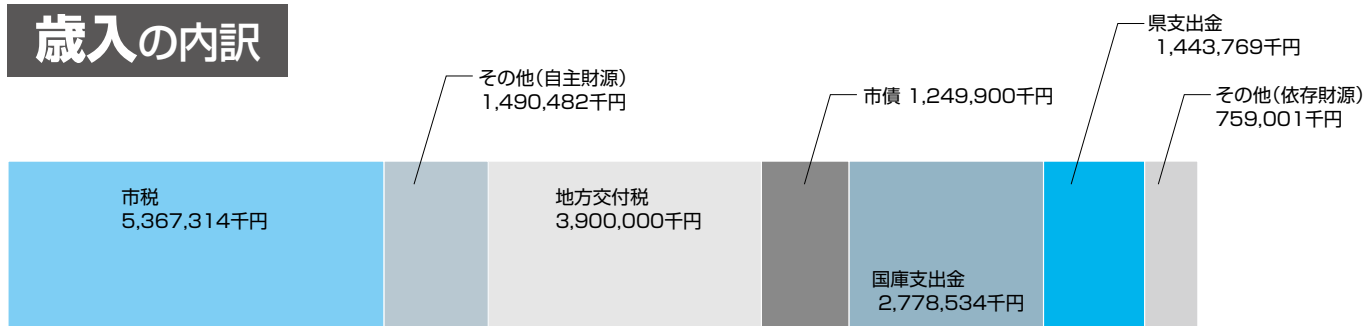 歳入の内訳
県支出金
1,443,769千円
その他(自主財源)
1,490,482千円
市債 1,249,900千円
その他(依存財源)
759,001千円
市税
5,367,314千円
地方交付税
3,900,000千円
国庫支出金
2,778,534千円